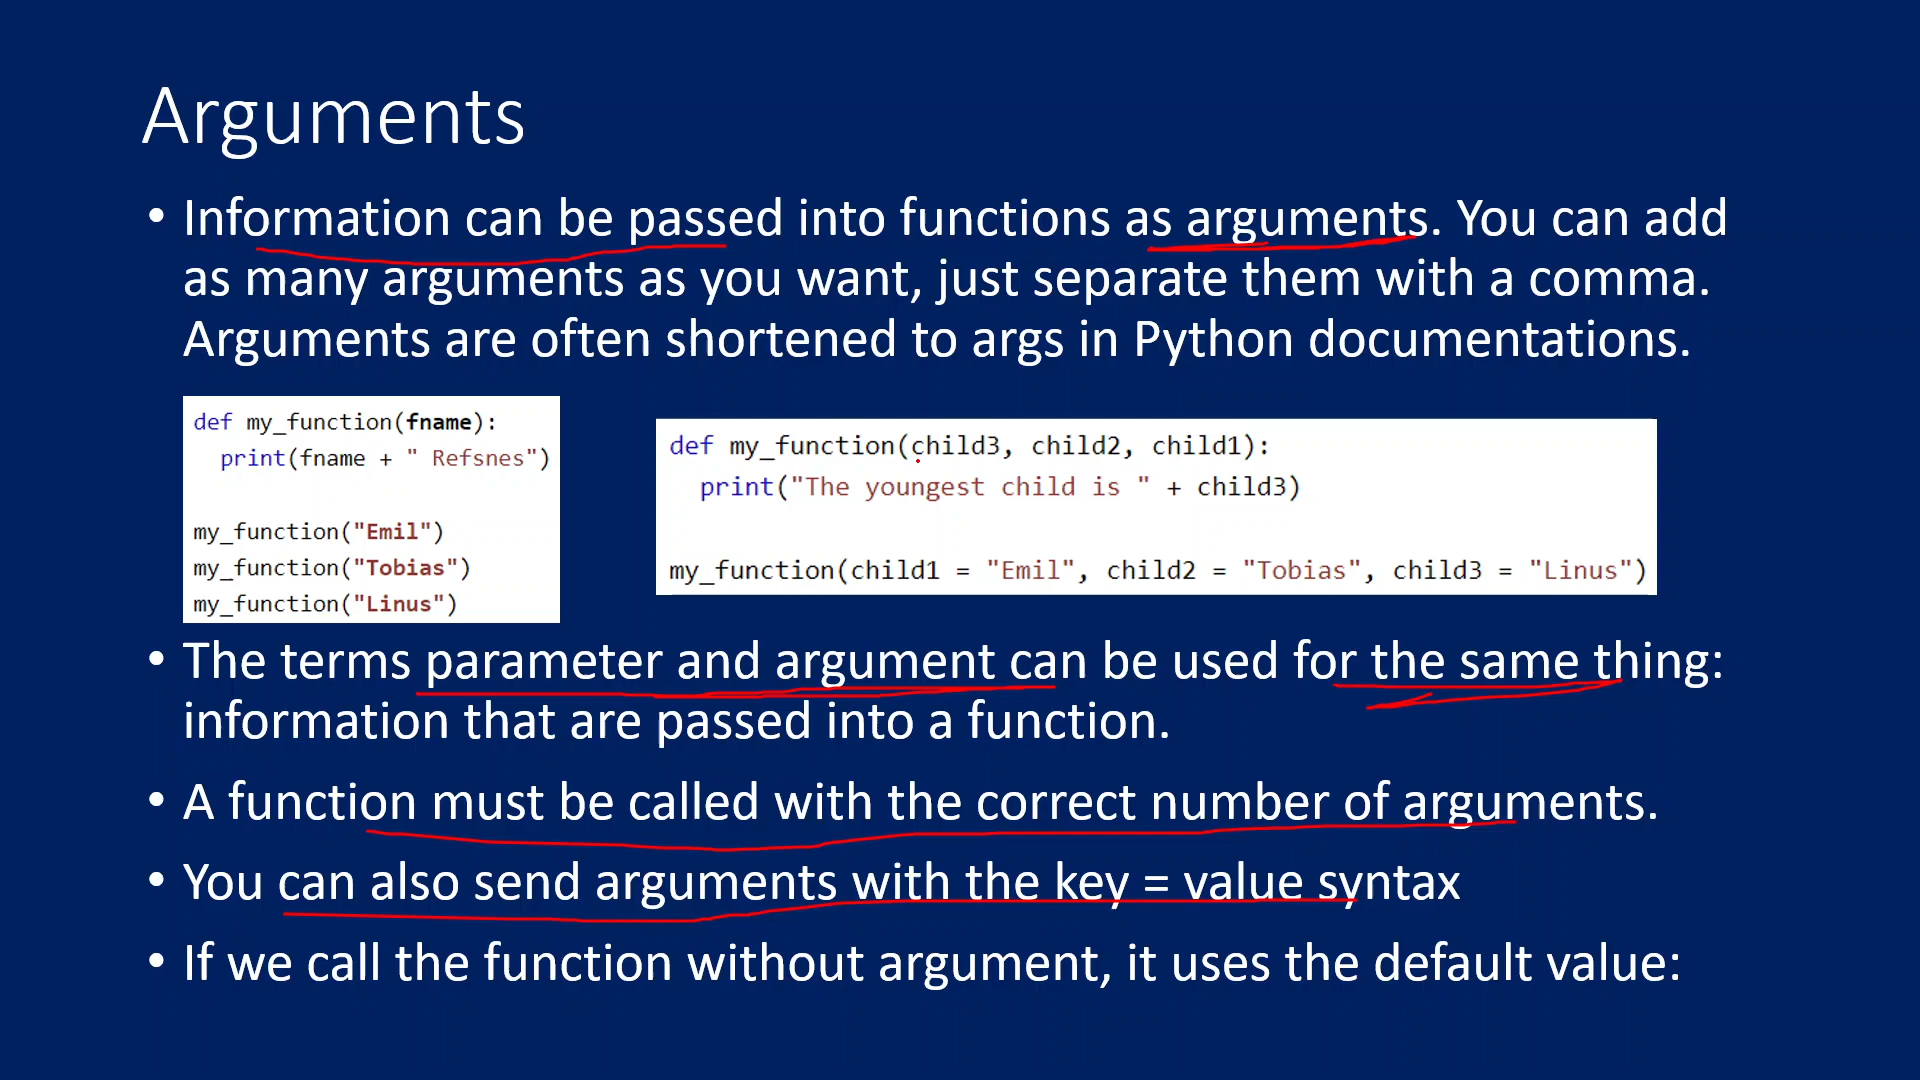 Arguments
• Information can be passed into functions as arguments. You can add
as many arguments as you want, just separate them with a comma.
Arguments are often shortened to args in Python documentations.
def my_function(fname):
  print(fname + " Refsnes")
my_function("Emil")
my_function("Tobias")
my_function("Linus")
def my_function(child3, child2, child1):
  print("The youngest child is " + child3)
my_function(child1 = "Emil", child2 = "Tobias", child3 = "Linus")
• The terms parameter and argument can be used for the same thing:
information that are passed into a function.
• A function must be called with the correct number of arguments.
• You can also send arguments with the key = value syntax
• If we call the function without argument, it uses the default value: